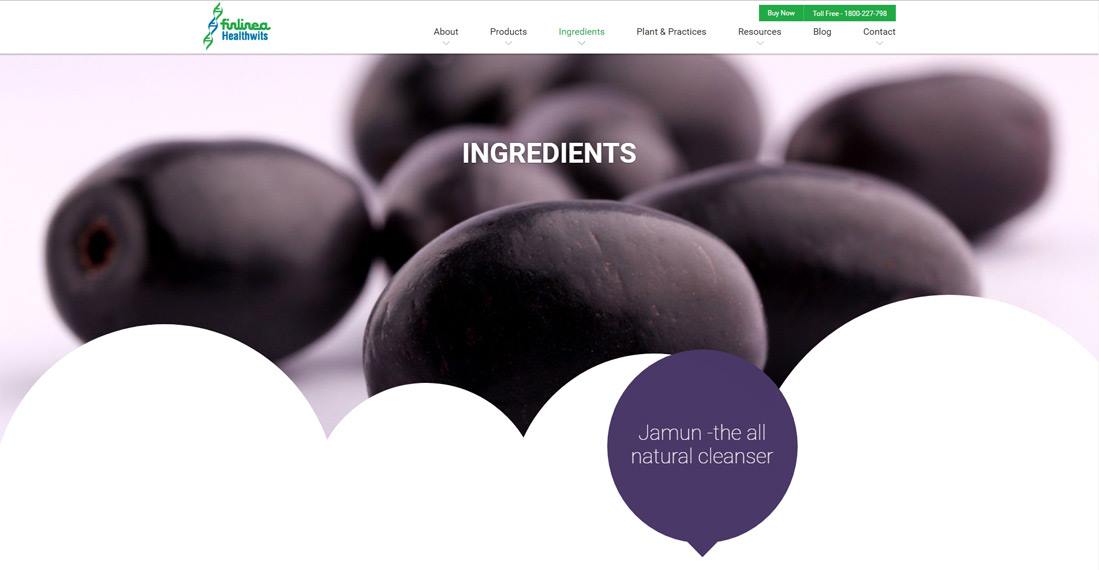 finlinea
Healthwits
Buy Now
Toll Free - 1800-227-798
About
Products
Ingredients
Plant & Practices
Resources
Blog
Contact
INGREDIENTS
Jamun -the all
natural cleanser